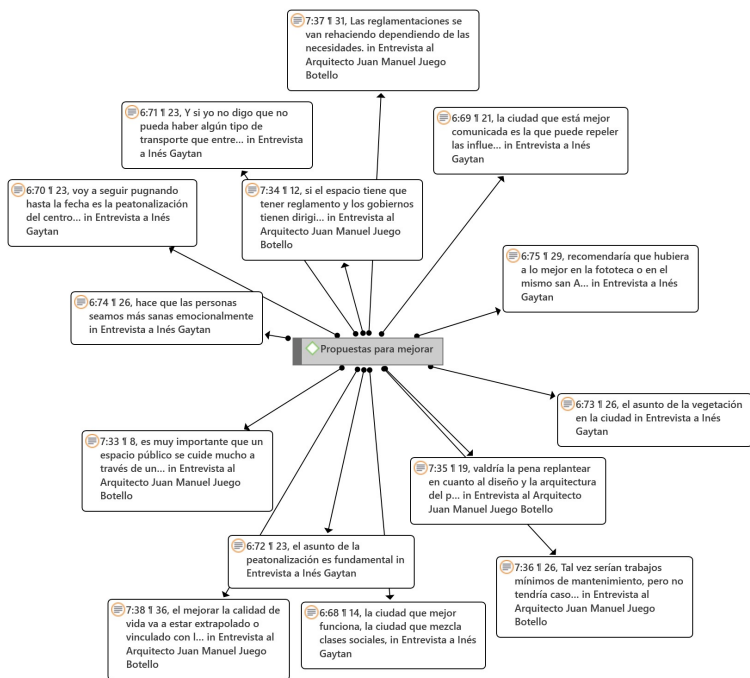 7:37 ¶ 31, Las reglamentaciones se
van rehaciendo dependiendo de las
necesidades. in Entrevista al
Arquitecto Juan Manuel Juego
Botello
6:71 ¶ 23, Y si yo no digo que no
pueda haber algún tipo de
transporte que entre... in Entrevista
a Inés Gaytan
6:69 ¶ 21, la ciudad que está mejor
comunicada es la que puede repeler
las influe... in Entrevista a Inés
Gaytan
6:70 ¶ 23, voy a seguir pugnando
hasta la fecha es la peatonalización
del centro... in Entrevista a Inés
Gaytan
7:34 ¶ 12, si el espacio tiene que
tener reglamento y los gobiernos
tienen dirigi... in Entrevista al
Arquitecto Juan Manuel Juego
Botello
6:75 ¶ 29, recomendaría que hubiera
a lo mejor en la fototeca o en el
mismo san A... in Entrevista a Inés
Gaytan
6:74 ¶ 26, hace que las personas
seamos más sanas emocionalmente
in Entrevista a Inés Gaytan
Propuestas para mejorar
6:73 ¶ 26, el asunto de la vegetación
en la ciudad in Entrevista a Inés
Gaytan
7:33 ¶ 8, es muy importante que un
espacio público se cuide mucho a
través de un... in Entrevista al
Arquitecto Juan Manuel Juego
Botello
7:35 ¶ 19, valdría la pena replantear
en cuanto al diseño y la arquitectura
del p... in Entrevista al Arquitecto
Juan Manuel Juego Botello
6:72 ¶ 23, el asunto de la
peatonalización es fundamental in
Entrevista a Inés Gaytan
7:36 ¶ 26, Tal vez serían trabajos
mínimos de mantenimiento, pero no
tendría caso... in Entrevista al
Arquitecto Juan Manuel Juego
Botello
7:38 ¶ 36, el mejorar la calidad de
vida va a estar extrapolado o
vinculado con l... in Entrevista al
Arquitecto Juan Manuel Juego
Botello
6:68 ¶ 14, la ciudad que mejor
funciona, la ciudad que mezcla
clases sociales, in Entrevista a Inés
Gaytan